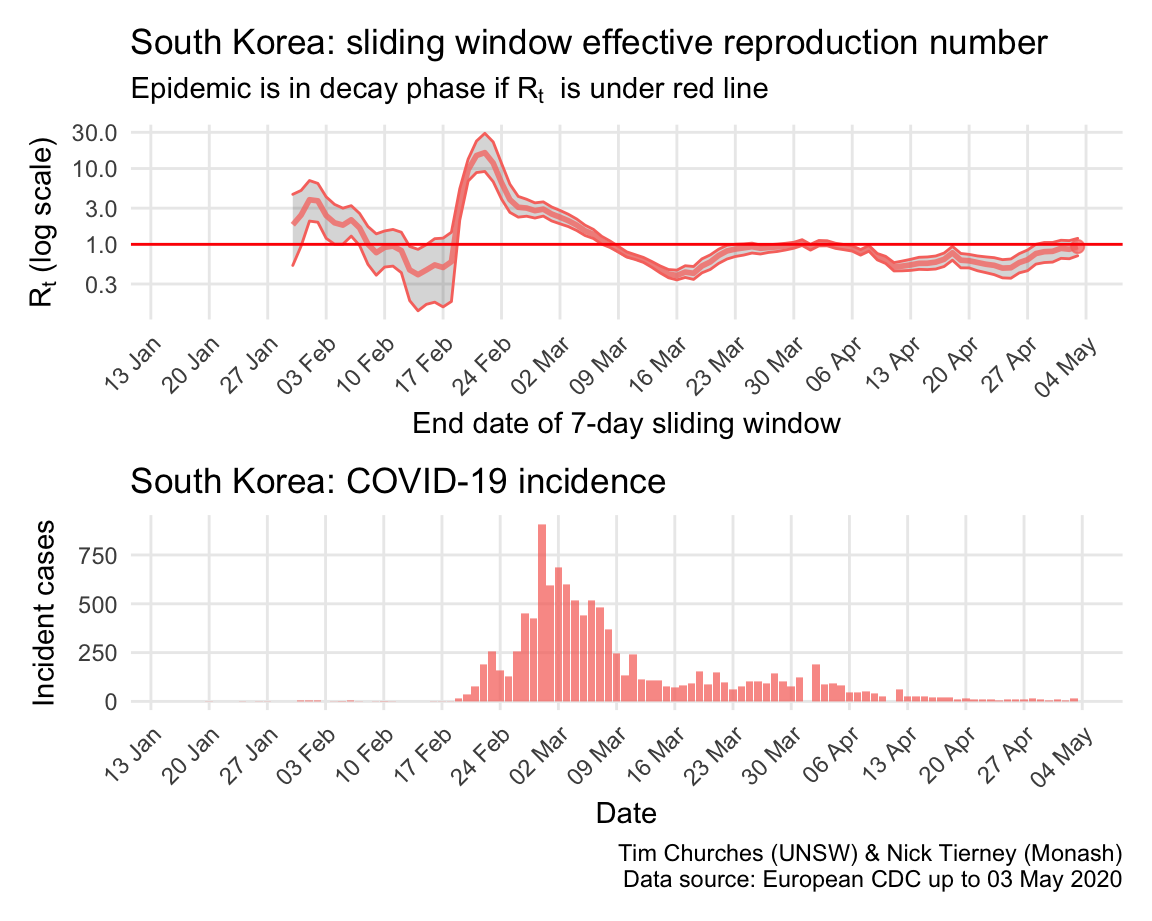 South Korea: sliding window effective reproduction number
Epidemic is in decay phase if Rt is under red line
Rt (log scale)
30.0
10.0
3.0
1.0
0.3
13 Jan
20 Jan
27 Jan
03 Feb
10 Feb
17 Feb
24 Feb
02 Mar
09 Mar
16 Mar
23 Mar
30 Mar
06 Apr
13 Apr
20 Apr
27 Apr
04 May
End date of 7-day sliding window
South Korea: COVID-19 incidence
Incident cases
750
500
250
0
13 Jan
20 Jan
27 Jan
03 Feb
10 Feb
17 Feb
24 Feb
02 Mar
09 Mar
16 Mar
23 Mar
30 Mar
06 Apr
13 Apr
20 Apr
27 Apr
04 May
Date
Tim Churches (UNSW) & Nick Tierney (Monash)
Data source: European CDC up to 03 May 2020